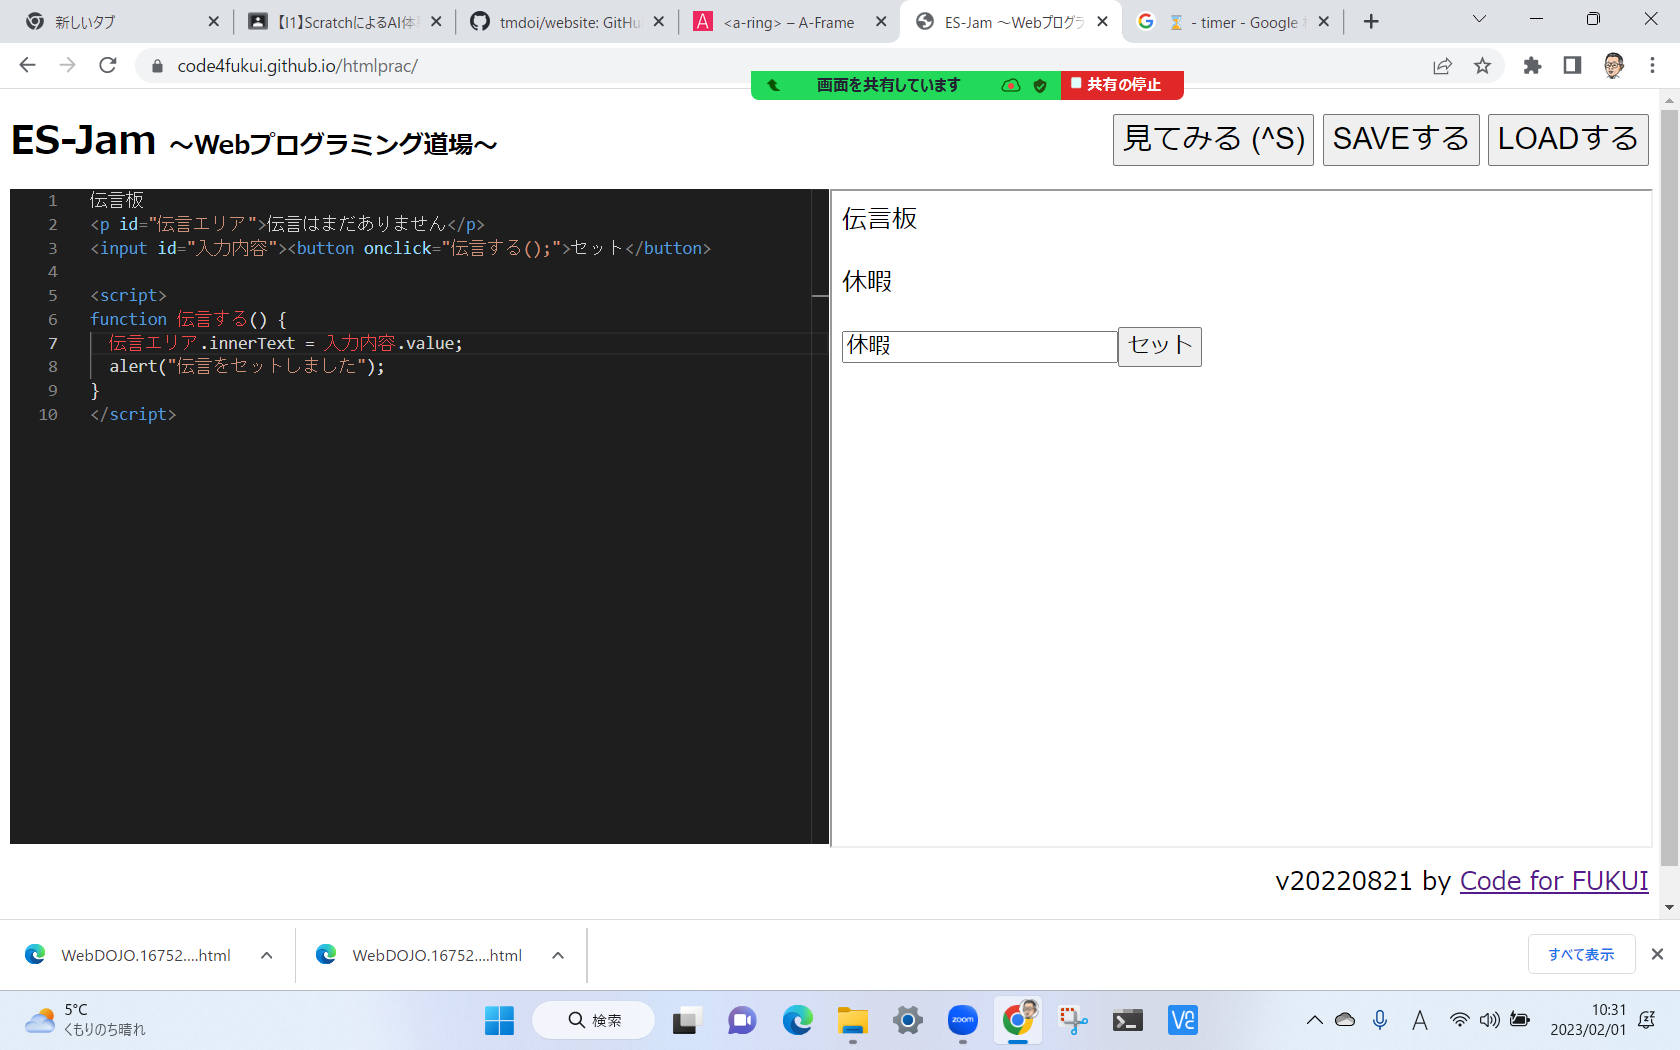 新しいタブ
【I1】ScratchによるAI体
tmdoi/website: GitHu
<a-ring> – A-Frame
ES-Jam ～Webプログラ
⌛ - timer - Google
code4fukui.github.io/htmlprac/
画面を共有しています
共有の停止
ES-Jam ～Webプログラミング道場～
見てみる (^S)
SAVEする
LOADする
1 伝言板
2 <p id="伝言エリア">伝言はまだありません</p>
3 <input id="入力内容"><button onclick="伝言する();">セット</button>
4
5 <script>
6 function 伝言する() {
7 伝言エリア.innerText = 入力内容.value;
8 alert("伝言をセットしました");
9 }
10 </script>
伝言板
休暇
休暇 セット
v20220821 by Code for FUKUI
WebDOJO.16752....html
WebDOJO.16752....html
すべて表示
5°C
くもりのち晴れ
検索
zoom
A
10:31
2023/02/01